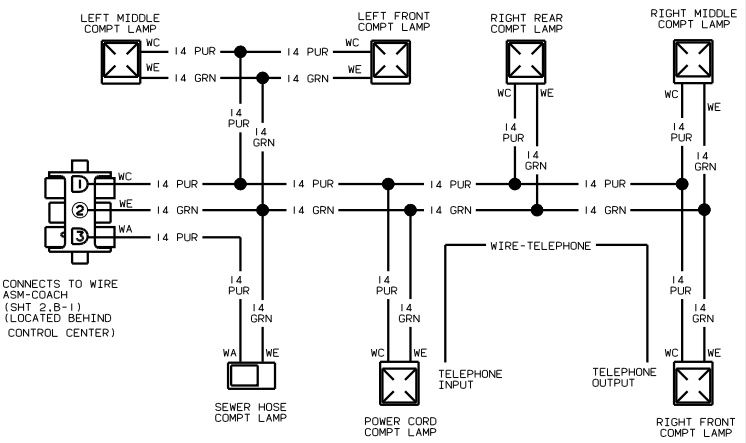 LEFT MIDDLE
COMPT LAMP
LEFT FRONT
COMPT LAMP
RIGHT REAR
COMPT LAMP
RIGHT MIDDLE
COMPT LAMP
WC 14 PUR 14 PUR WC
WE 14 GRN 14 GRN WE
WC WE
WC WE
14 PUR
14 GRN
14 PUR
14 GRN
14 PUR
14 GRN
1 WC 14 PUR 14 PUR 14 PUR 14 PUR
2 WE 14 GRN 14 GRN 14 GRN 14 GRN
3 WA 14 PUR
WIRE-TELEPHONE
CONNECTS TO WIRE
ASM-COACH
(SHT 2.B-1)
(LOCATED BEHIND
CONTROL CENTER)
14 PUR
14 GRN
14 PUR
14 GRN
14 PUR
14 GRN
WA WE
WC WE
WC WE
TELEPHONE
INPUT
TELEPHONE
OUTPUT
SEWER HOSE
COMPT LAMP
POWER CORD
COMPT LAMP
RIGHT FRONT
COMPT LAMP